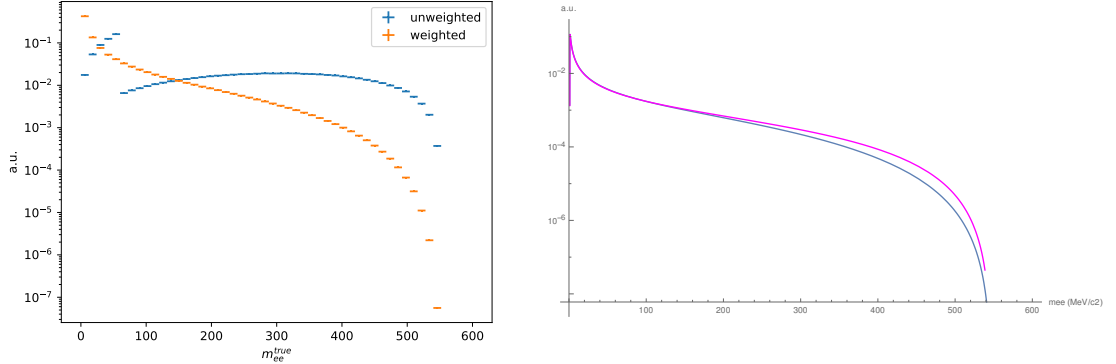 unweighted
weighted
10⁻¹
10⁻²
10⁻³
10⁻⁴
10⁻⁵
10⁻⁶
10⁻⁷
a.u.
0 100 200 300 400 500 600
m_{ee}^{true}
a.u.
10⁻²
10⁻⁴
10⁻⁶
100 200 300 400 500 600
mee (MeV/c2)